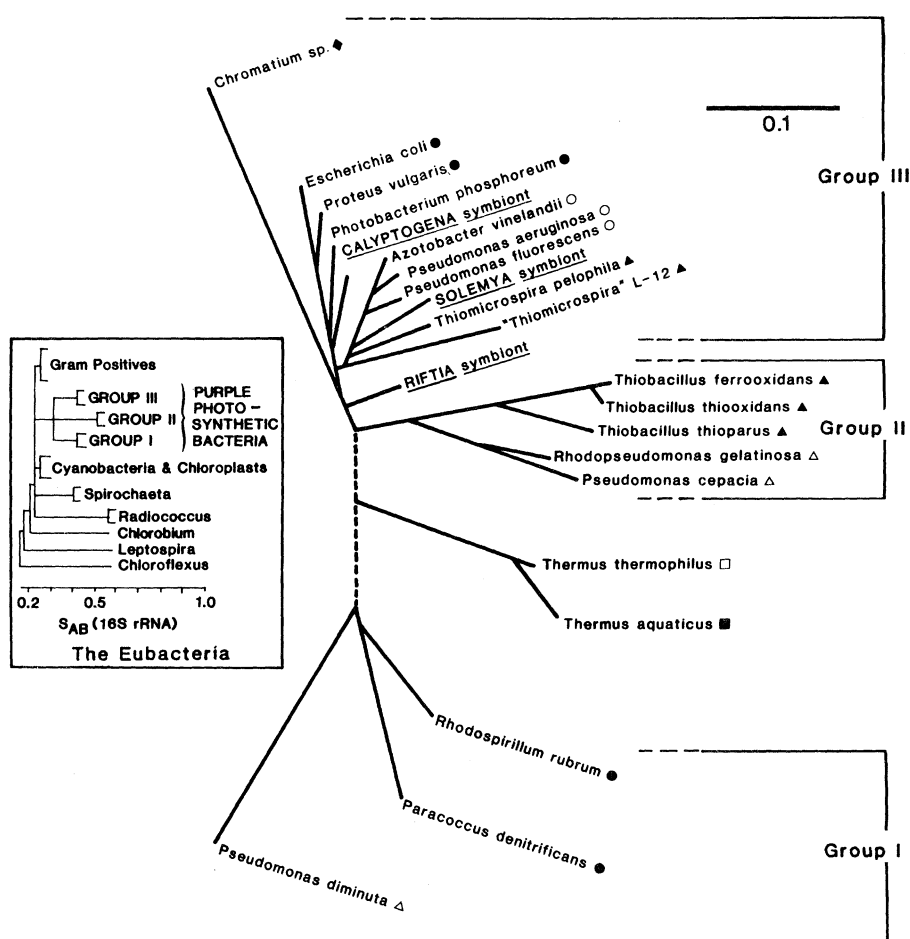 Chromatium sp. ◆
0.1
Escherichia coli ●
Proteus vulgaris, ●
Photobacterium phosphoreum ●
CALYPTOGENA symbiont
Azotobacter vinelandii ○
Pseudomonas aeruginosa ○
Pseudomonas fluorescens ○
SOLEMYA symbiont
Thiomicrospira pelophila ▲
"Thiomicrospira" L-12 ▲
RIFTIA symbiont
Group III
Thiobacillus ferrooxidans ▲
Thiobacillus thiooxidans ▲
Thiobacillus thioparus ▲
Rhodopseudomonas gelatinosa △
Pseudomonas cepacia △
Group II
Thermus thermophilus □
Thermus aquaticus ■
Rhodospirillum rubrum ●
Paracoccus denitrificans ●
Pseudomonas diminuta △
Group I
Gram Positives
GROUP III
GROUP II
GROUP I
PURPLE
PHOTO-
SYNTHETIC
BACTERIA
Cyanobacteria & Chloroplasts
Spirochaeta
Radiococcus
Chlorobium
Leptospira
Chloroflexus
0.2 0.5 1.0
SAB (16S rRNA)
The Eubacteria